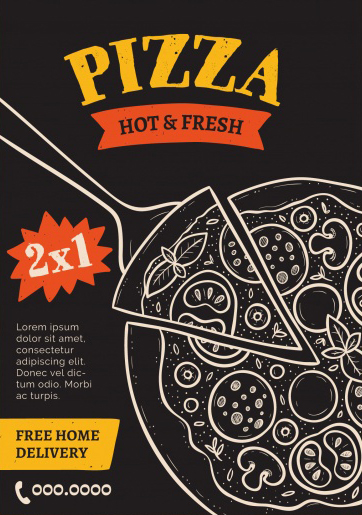 PIZZA
HOT & FRESH
2x1
Lorem ipsum
dolor sit amet,
consectetur
adipiscing elit.
Donec vel dic-
tum odio. Morbi
ac turpis.
FREE HOME
DELIVERY
000.0000